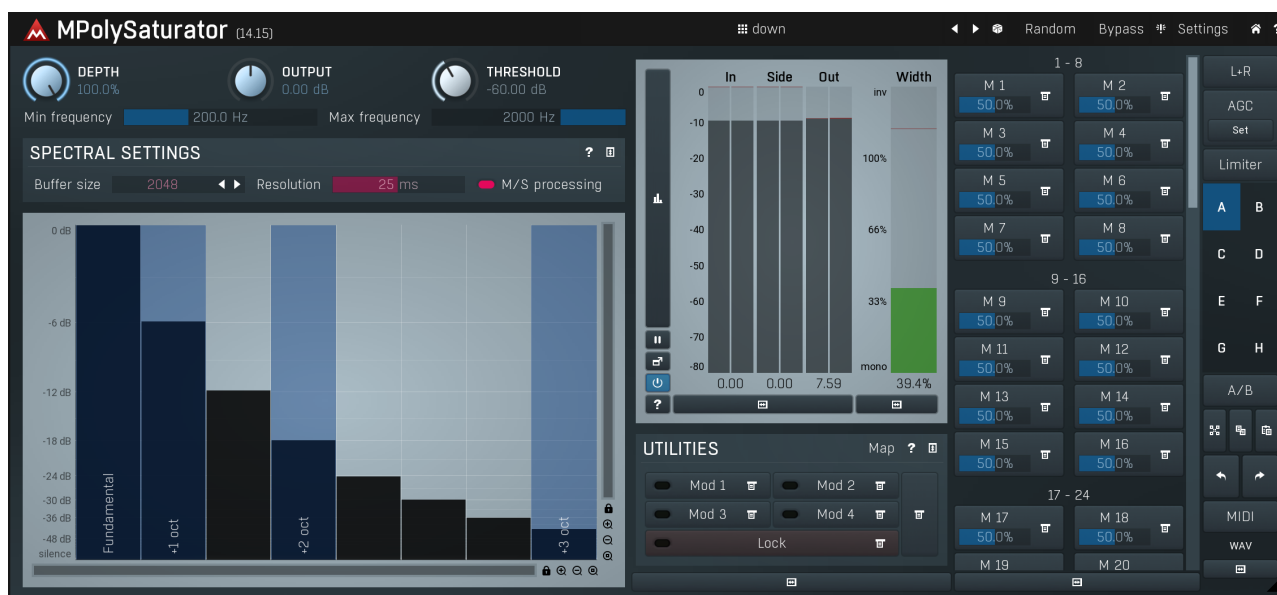 MPolySaturator (14.15)
down
Random
Bypass
Settings
?
DEPTH
100.0%
OUTPUT
0.00 dB
THRESHOLD
-60.00 dB
Min frequency 200.0 Hz
Max frequency 2000 Hz
SPECTRAL SETTINGS ?
Buffer size 2048
Resolution 25 ms
M/S processing
0 dB
-6 dB
-12 dB
-18 dB
-24 dB
-30 dB
-36 dB
-48 dB
silence
Fundamental
+1 oct
+2 oct
+3 oct
In Side Out Width
0
-10
-20
-30
-40
-50
-60
-70
-80
inv
100%
66%
33%
mono
0.00 0.00 7.59 39.4%
?
UTILITIES Map ?
Mod 1 Mod 2
Mod 3 Mod 4
Lock
1 - 8
M 1 M 2
50.0% 50.0%
M 3 M 4
50.0% 50.0%
M 5 M 6
50.0% 50.0%
M 7 M 8
50.0% 50.0%
9 - 16
M 9 M 10
50.0% 50.0%
M 11 M 12
50.0% 50.0%
M 13 M 14
50.0% 50.0%
M 15 M 16
50.0% 50.0%
17 - 24
M 17 M 18
50.0% 50.0%
M 19 M 20
L+R
AGC
Set
Limiter
A B
C D
E F
G H
A/B
MIDI
WAV